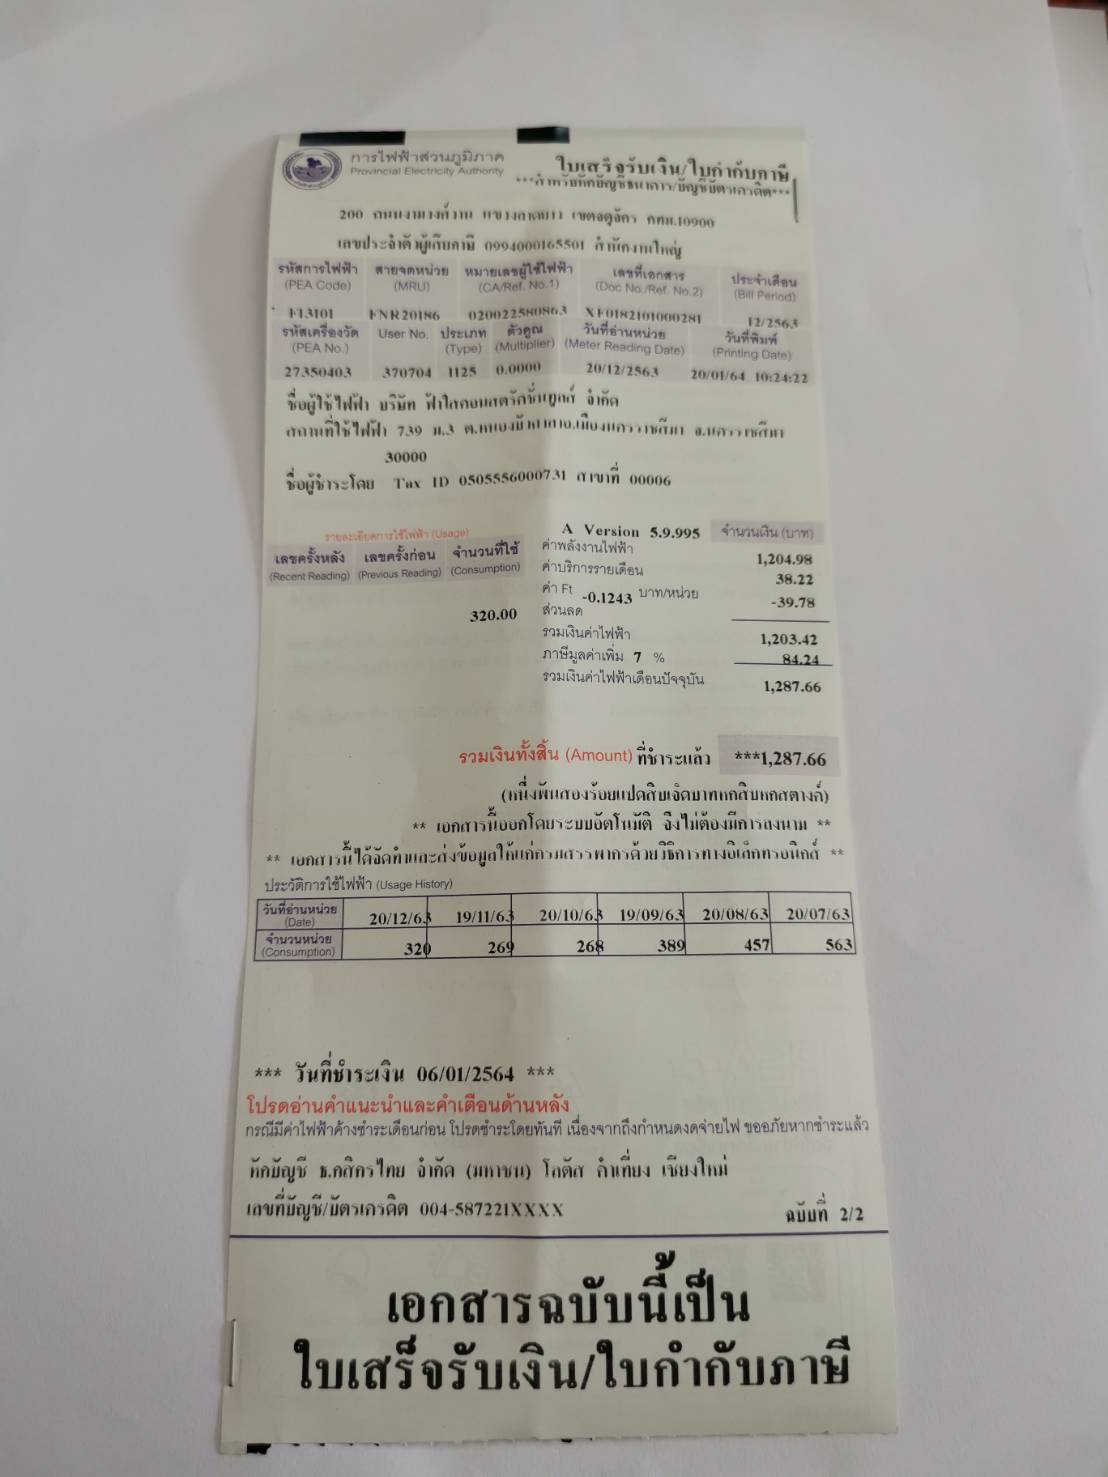 การไฟฟ้าส่วนภูมิภาค
Provincial Electricity Authority
ใบเสร็จรับเงิน/ใบกำกับภาษี
***สำหรับหักบัญชีธนาคาร/บัญชีบัตรเครดิต***
200 ถนนงามวงศ์วาน แขวงลาดยาว เขตจตุจักร กทม.10900
เลขประจำตัวผู้เสียภาษี 0994000165501 สำนักงานใหญ่
รหัสการไฟฟ้า สายจดหน่วย หมายเลขผู้ใช้ไฟฟ้า เลขที่เอกสาร ประจำเดือน
(PEA Code) (MRU) (CA/Ref. No.1) (Doc No./Ref. No.2) (Bill Period)
F13101 FNR20186 020022580863 XF0182101000281 12/2563
รหัสเครื่องวัด User No. ประเภท ตัวคูณ วันที่อ่านหน่วย วันที่พิมพ์
(PEA No.) (Type) (Multiplier) (Meter Reading Date) (Printing Date)
27350403 370704 1125 0.0000 20/12/2563 20/01/64 10:24:22
ชื่อผู้ใช้ไฟฟ้า บริษัท ฟ้าใสคอนสตรัคชั่นทูลส์ จำกัด
สถานที่ใช้ไฟฟ้า 739 ม.3 ต.หนองบัวศาลาอ.เมืองนครราชสีมา จ.นครราชสีมา
30000
ชื่อผู้ชำระโดย Tax ID 0505556000731 สาขาที่ 00006
รายละเอียดการใช้ไฟฟ้า (Usage)
เลขครั้งหลัง เลขครั้งก่อน จำนวนที่ใช้
(Recent Reading) (Previous Reading) (Consumption)
320.00
A Version 5.9.995 จำนวนเงิน (บาท)
ค่าพลังงานไฟฟ้า 1,204.98
ค่าบริการรายเดือน 38.22
ค่า Ft -0.1243 บาท/หน่วย -39.78
ส่วนลด
รวมเงินค่าไฟฟ้า 1,203.42
ภาษีมูลค่าเพิ่ม 7 % 84.24
รวมเงินค่าไฟฟ้าเดือนปัจจุบัน 1,287.66
รวมเงินทั้งสิ้น (Amount) ที่ชำระแล้ว ***1,287.66
(หนึ่งพันสองร้อยแปดสิบเจ็ดบาทหกสิบหกสตางค์)
** เอกสารนี้ออกโดยระบบอัตโนมัติ จึงไม่ต้องมีการลงนาม **
** เอกสารนี้ได้จัดทำและส่งข้อมูลให้แก่กรมสรรพากรด้วยวิธีการทางอิเล็กทรอนิกส์ **
ประวัติการใช้ไฟฟ้า (Usage History)
วันที่อ่านหน่วย (Date) 20/12/63 19/11/63 20/10/63 19/09/63 20/08/63 20/07/63
จำนวนหน่วย (Consumption) 320 269 268 389 457 563
*** วันที่ชำระเงิน 06/01/2564 ***
โปรดอ่านคำแนะนำและคำเตือนด้านหลัง
กรณีมีค่าไฟฟ้าค้างชำระเดือนก่อน โปรดชำระโดยทันที เนื่องจากถึงกำหนดงดจ่ายไฟ ขออภัยหากชำระแล้ว
หักบัญชี ธ.กสิกรไทย จำกัด (มหาชน) โลตัส คำเที่ยง เชียงใหม่
เลขที่บัญชี/บัตรเครดิต 004-587221XXXX ฉบับที่ 2/2
เอกสารฉบับนี้เป็น
ใบเสร็จรับเงิน/ใบกำกับภาษี